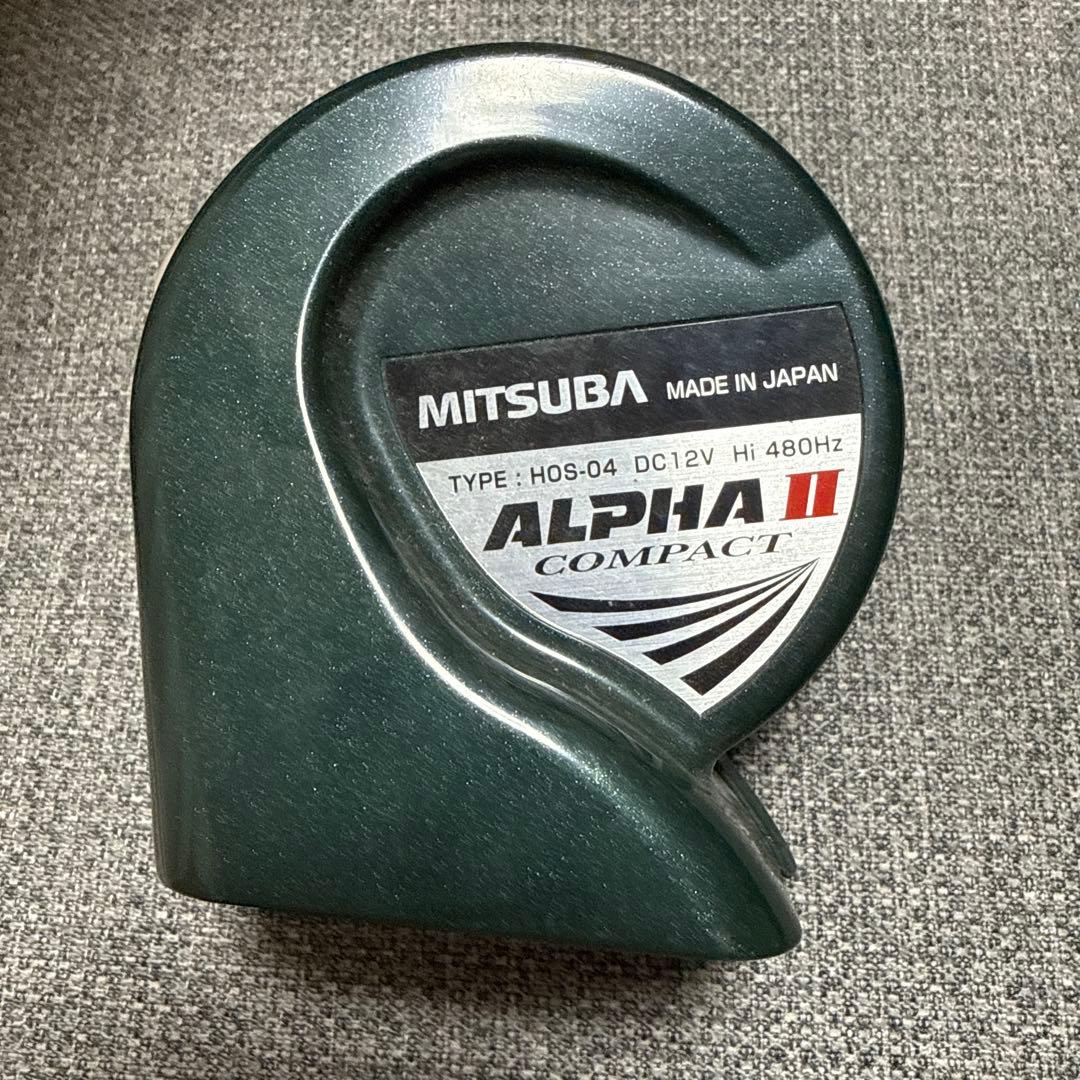 MITSUBA MADE IN JAPAN
TYPE : HOS-04 DC12V Hi 480Hz
ALPHA II
COMPACT